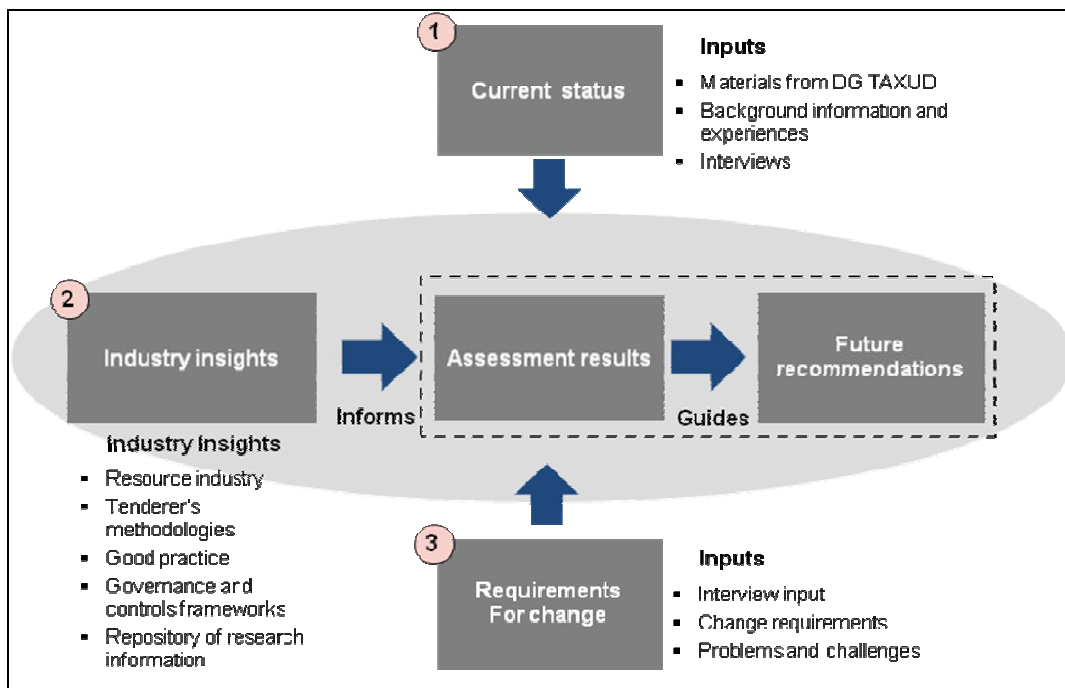 1
Current status
Inputs
▪ Materials from DG TAXUD
▪ Background information and
experiences
▪ Interviews
2
Industry insights
Informs
Assessment results
Guides
Future
recommendations
Industry Insights
▪ Resource industry
▪ Tenderer's
methodologies
▪ Good practice
▪ Governance and
controls frameworks
▪ Repository of research
information
3
Requirements
For change
Inputs
▪ Interview input
▪ Change requirements
▪ Problems and challenges